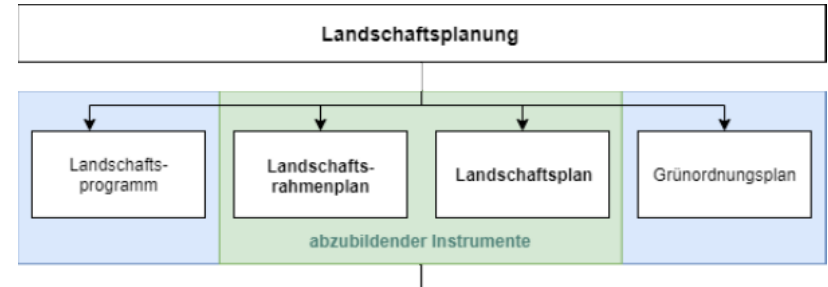 Landschaftsplanung
Landschafts-
programm
Landschafts-
rahmenplan
Landschaftsplan
Grünordnungsplan
abzubildender Instrumente